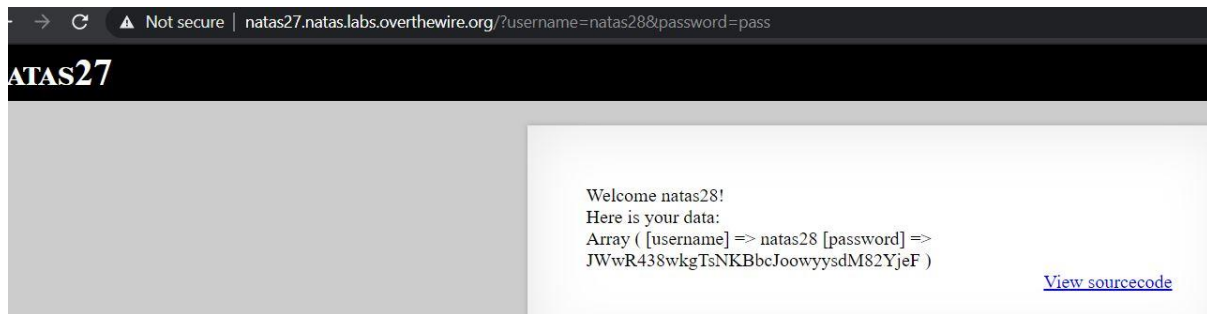 Not secure | natas27.natas.labs.overthewire.org/?username=natas28&password=pass
ATAS27
Welcome natas28!
Here is your data:
Array ( [username] => natas28 [password] =>
JWwR438wkgTsNKBbcJoowyysdM82YjeF )
View sourcecode